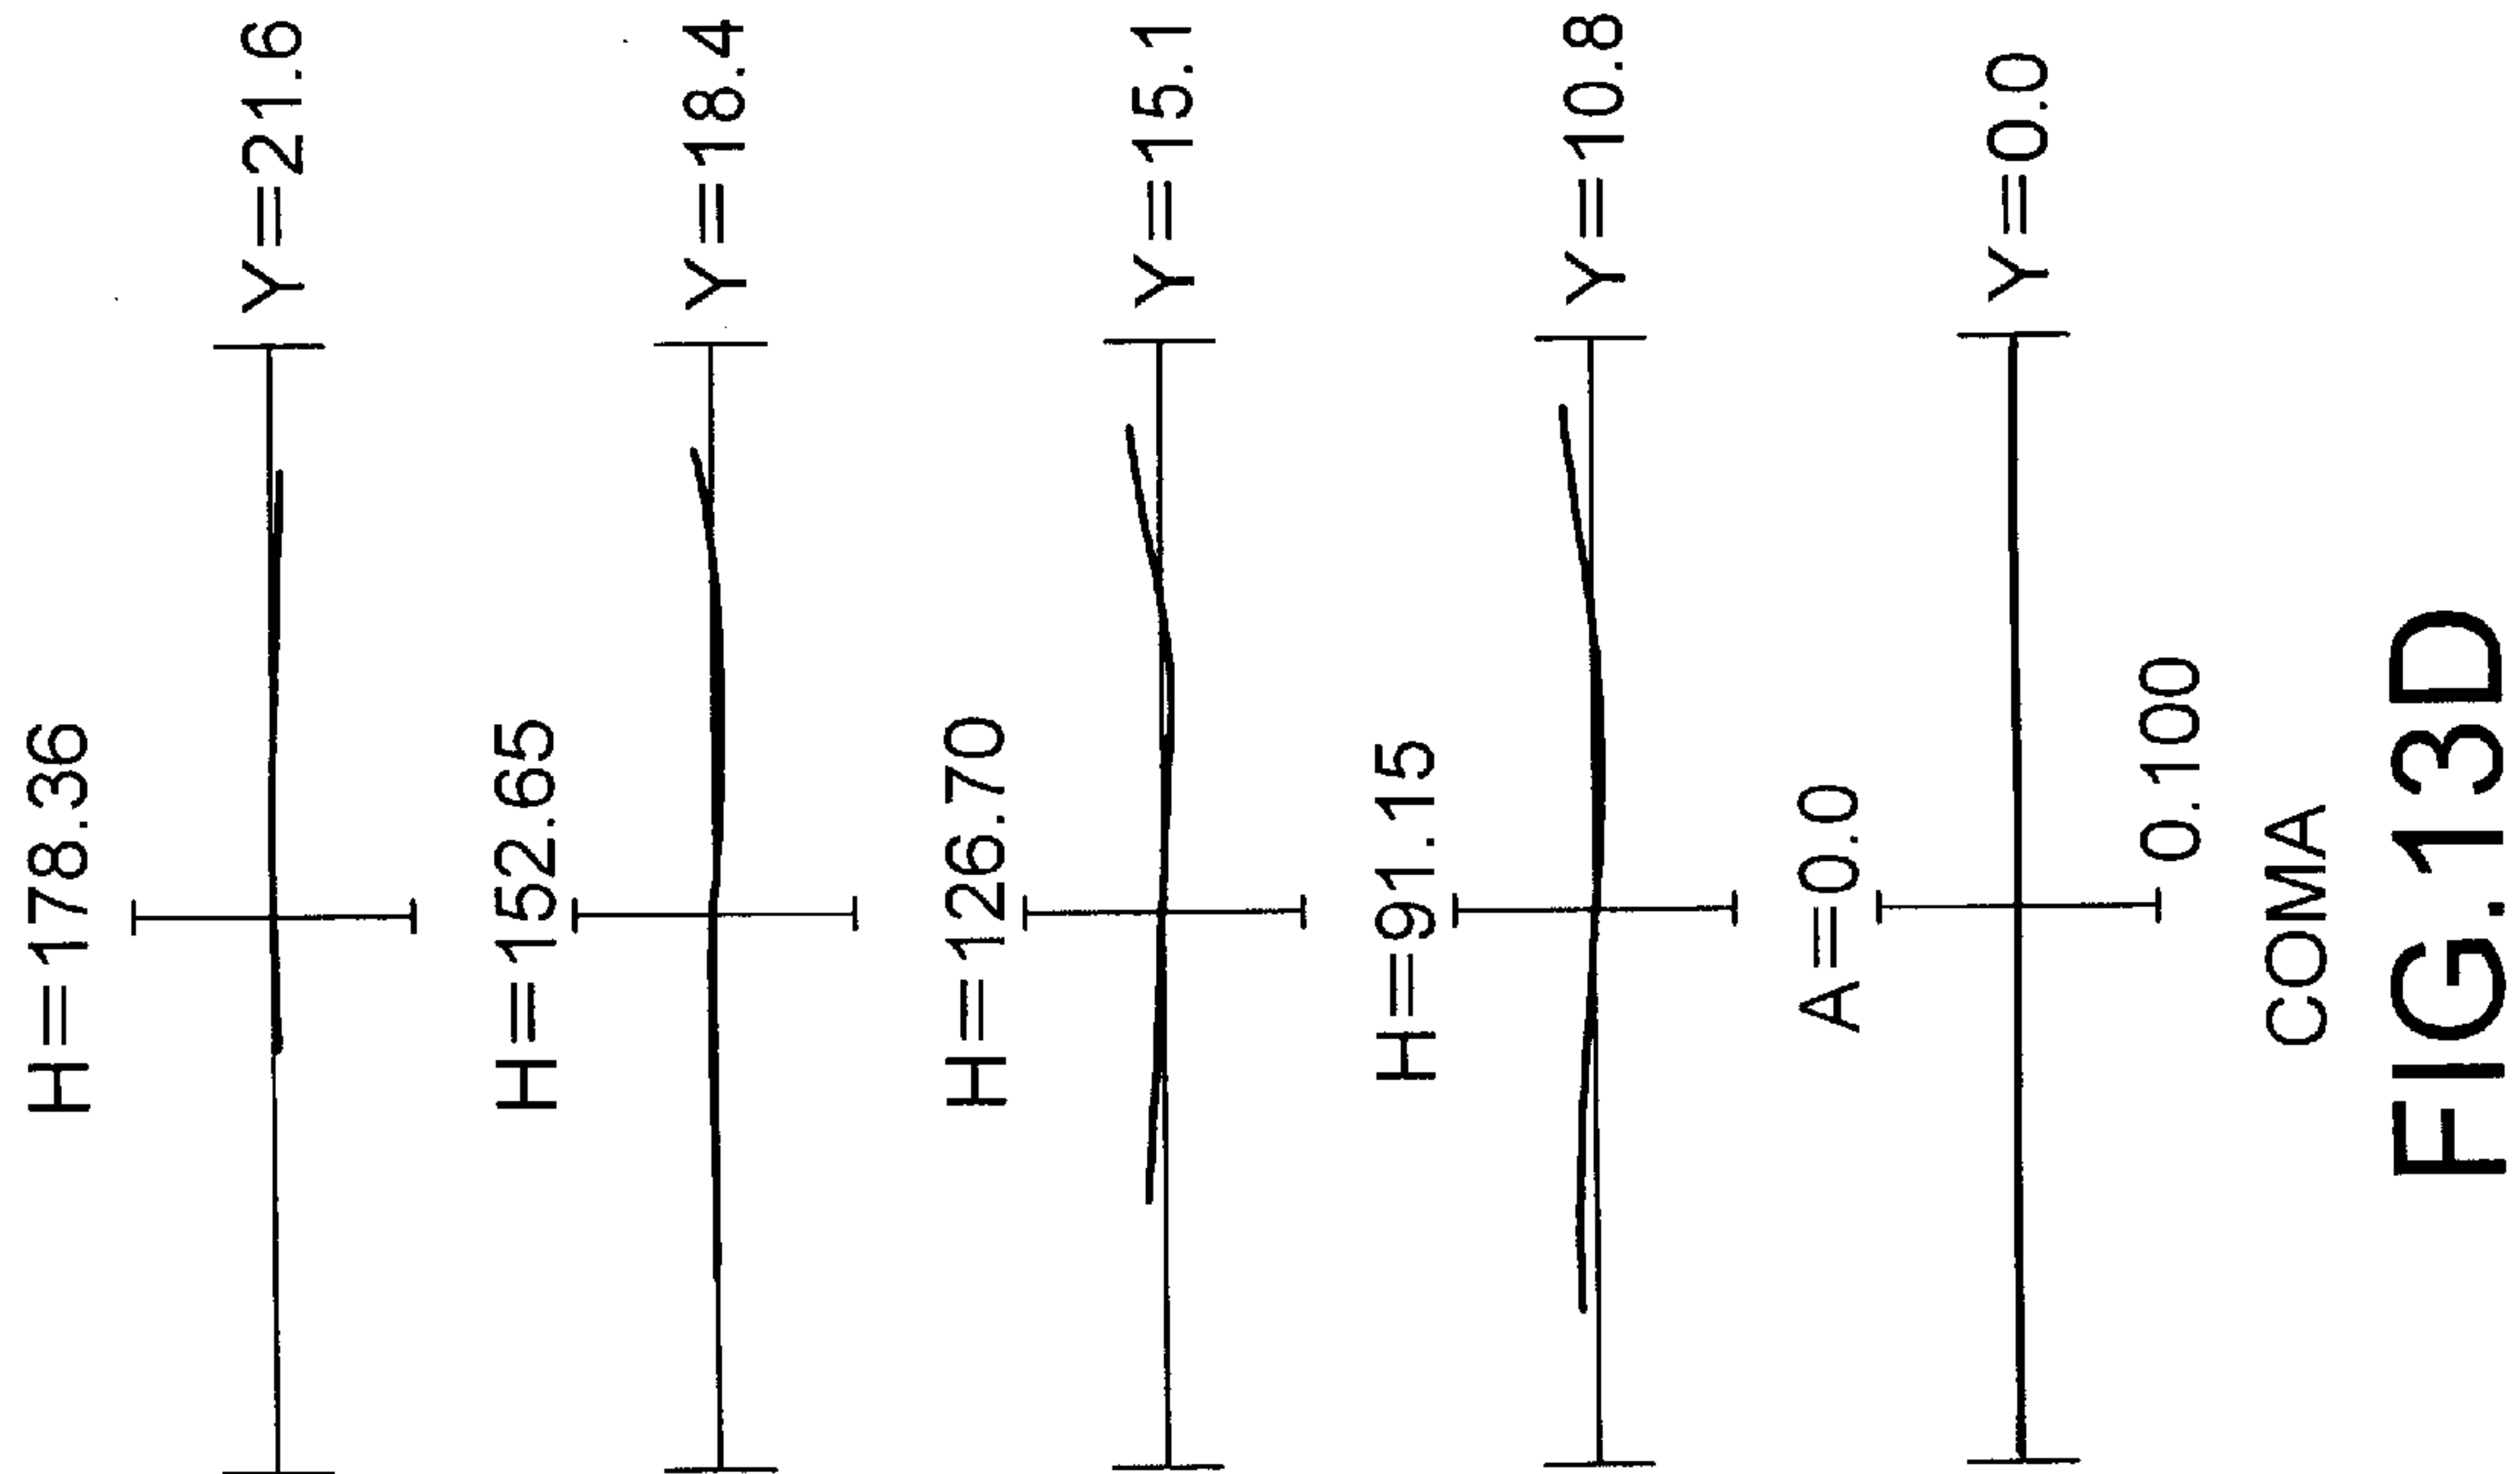 H=178.36
Y=21.6
H=152.65
Y=18.4
H=126.70
Y=15.1
H=91.15
Y=10.8
A=0.0
Y=0.0
0.100
COMA
FIG.13D